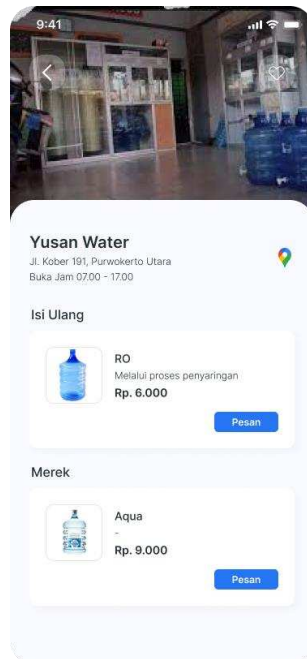 9:41
Yusan Water
Jl. Kober 191, Purwokerto Utara
Buka Jam 07.00 - 17.00
Isi Ulang
RO
Melalui proses penyaringan
Rp. 6.000
Pesan
Merek
Aqua
-
Rp. 9.000
Pesan